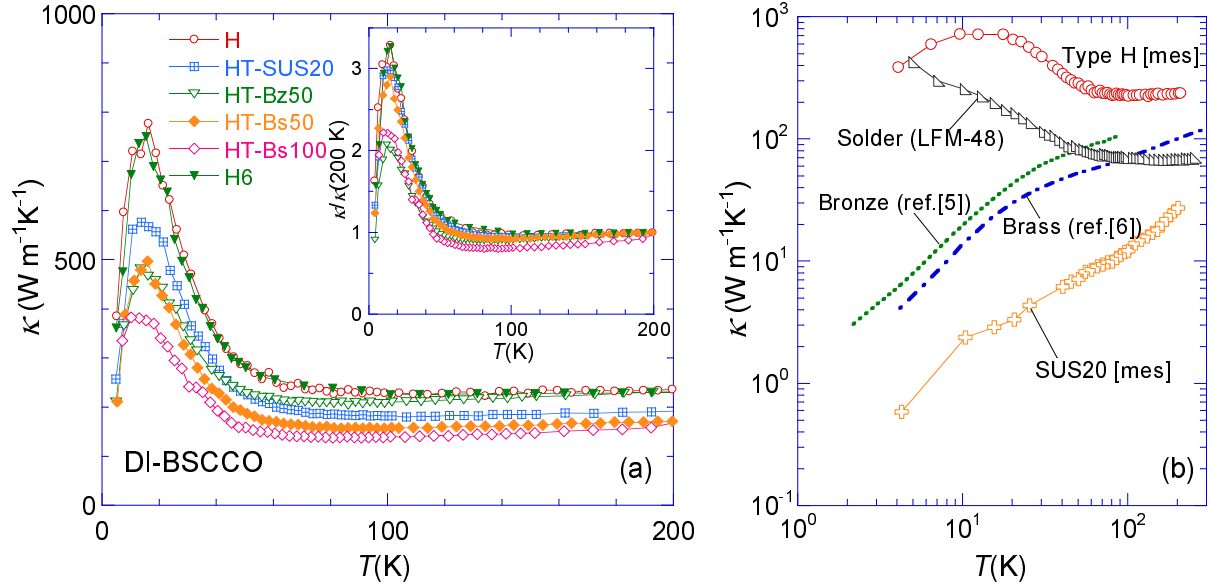 1000
500
0
κ (W m⁻¹K⁻¹)
H
HT-SUS20
HT-Bz50
HT-Bs50
HT-Bs100
H6
3
2
1
0
κ/κ(200 K)
0
100
200
T(K)
DI-BSCCO
(a)
0
100
200
T(K)
10³
10²
10¹
10⁰
10⁻¹
κ (W m⁻¹K⁻¹)
Type H [mes]
Solder (LFM-48)
Bronze (ref.[5])
Brass (ref.[6])
SUS20 [mes]
(b)
10⁰
10¹
10²
T(K)